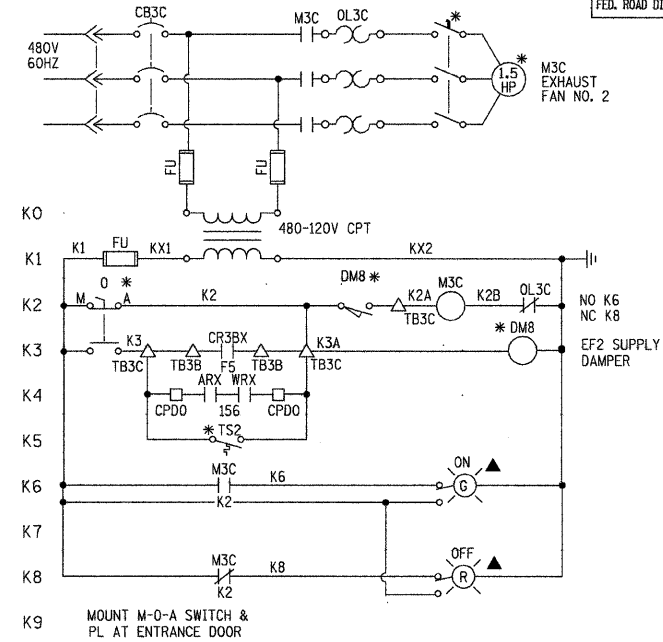 FED. ROAD DI
CB3C
M3C OL3C *
480V
60HZ
1.5
HP
*
M3C
EXHAUST
FAN NO. 2
FU FU
K0
480-120V CPT
K1 K1 FU KX1 KX2
O * DM8 * M3C OL3C
K2 M A K2 K2A K2B
TB3C
NO K6
NC K8
K3 K3 CR3BX K3A * DM8
TB3C TB3B F5 TB3B TB3C
EF2 SUPPLY
DAMPER
ARX WRX
K4
CPDO 156 CPDO
* TS2
K5
M3C ON
K6 K6 G
K2
K7
M3C OFF
K8 K8 R
K2
K9 MOUNT M-O-A SWITCH &
PL AT ENTRANCE DOOR